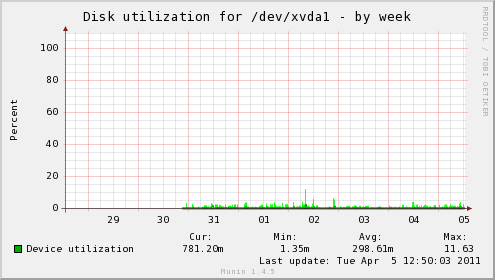 Disk utilization for /dev/xvda1 - by week
RRDTOOL / TOBI OETIKER
Percent
100
80
60
40
20
0
29 30 31 01 02 03 04 05
Cur: Min: Avg: Max:
Device utilization 781.20m 1.35m 298.61m 11.63
Last update: Tue Apr 5 12:50:03 2011
Munin 1.4.5